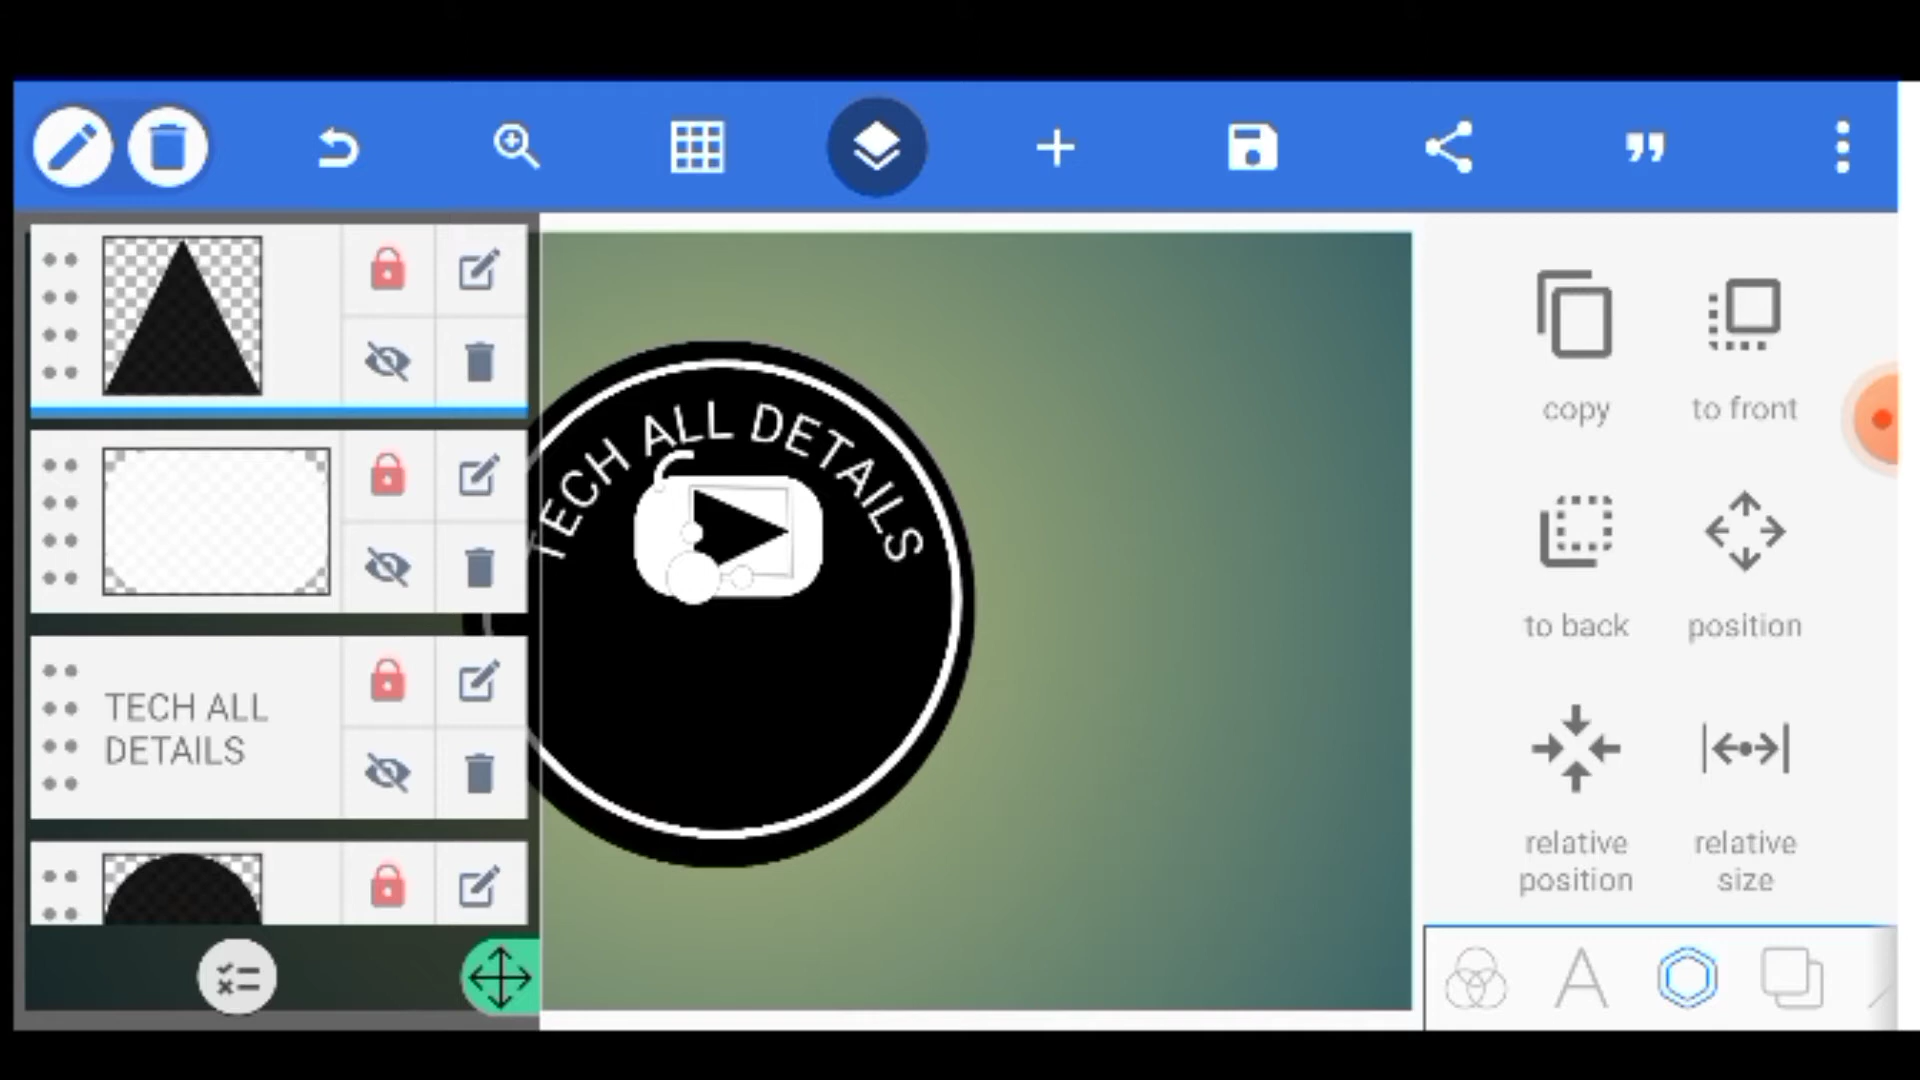 TECH ALL
DETAILS
TECH ALL DETAILS
copy
to front
to back
position
relative
position
relative
size